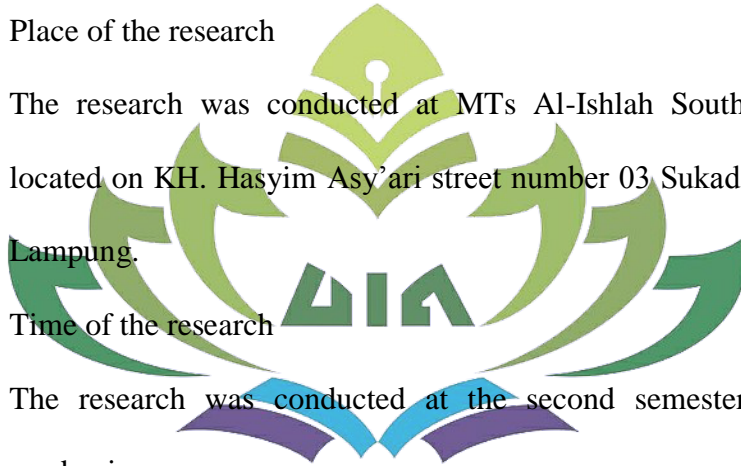 Place of the research
The research was conducted at MTs Al-Ishlah South
located on KH. Hasyim Asy’ari street number 03 Sukad
Lampung.
UIN
Time of the research
The research was conducted at the second semester